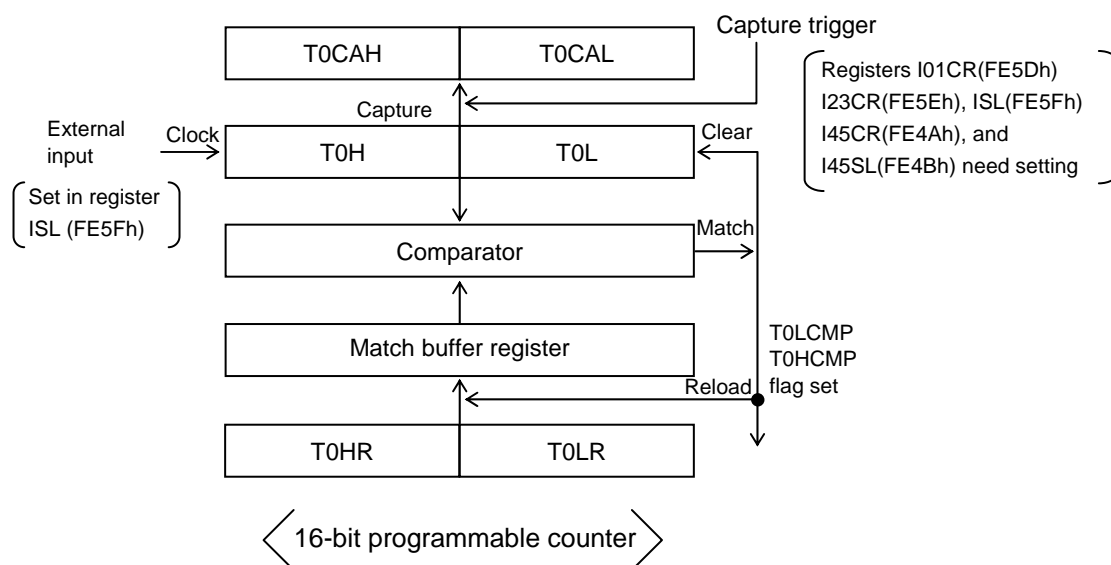 Capture trigger
T0CAH T0CAL
Registers I01CR(FE5Dh)
I23CR(FE5Eh), ISL(FE5Fh)
I45CR(FE4Ah), and
I45SL(FE4Bh) need setting
Capture
External
input
Clock
T0H T0L
Clear
Set in register
ISL (FE5Fh)
Comparator
Match
Match buffer register
T0LCMP
T0HCMP
flag set
Reload
T0HR T0LR
16-bit programmable counter